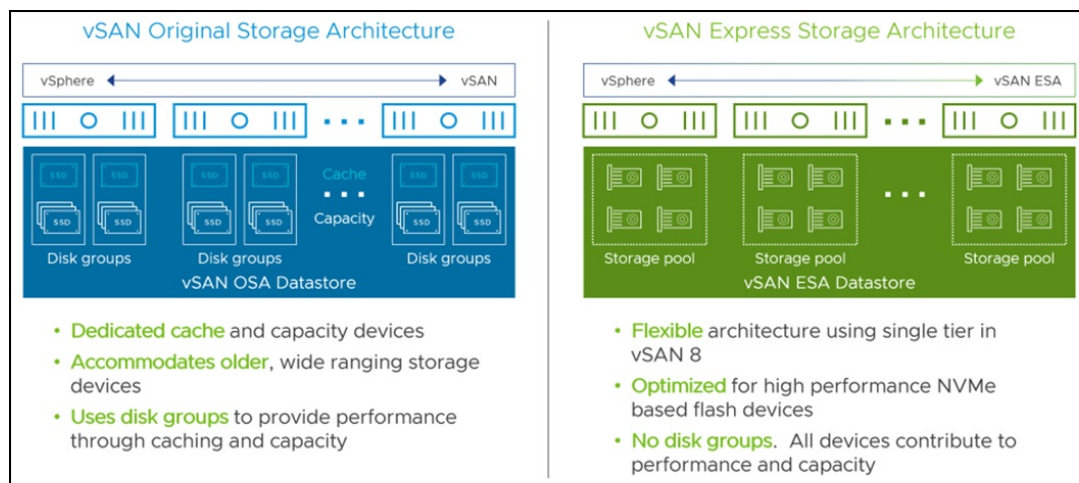 vSAN Original Storage Architecture
vSphere vSAN
SSD SSD SSD SSD SSD SSD
Cache
SSD SSD SSD SSD SSD SSD
Capacity
Disk groups Disk groups Disk groups
vSAN OSA Datastore
• Dedicated cache and capacity devices
• Accommodates older, wide ranging storage
devices
• Uses disk groups to provide performance
through caching and capacity
vSAN Express Storage Architecture
vSphere vSAN ESA
Storage pool Storage pool Storage pool
vSAN ESA Datastore
• Flexible architecture using single tier in
vSAN 8
• Optimized for high performance NVMe
based flash devices
• No disk groups. All devices contribute to
performance and capacity